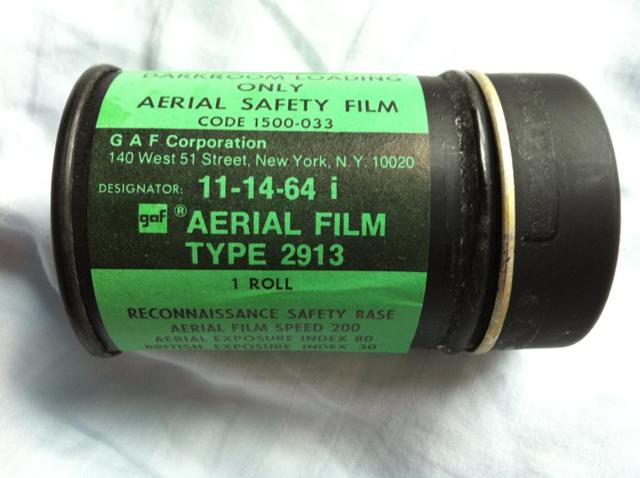 DARKROOM LOADING
ONLY
AERIAL SAFETY FILM
CODE 1500-033
G A F Corporation
140 West 51 Street, New York, N.Y. 10020
DESIGNATOR: 11-14-64 i
gaf ® AERIAL FILM
TYPE 2913
1 ROLL
RECONNAISSANCE SAFETY BASE
AERIAL FILM SPEED 200
AERIAL EXPOSURE INDEX 80
BRITISH EXPOSURE INDEX 30